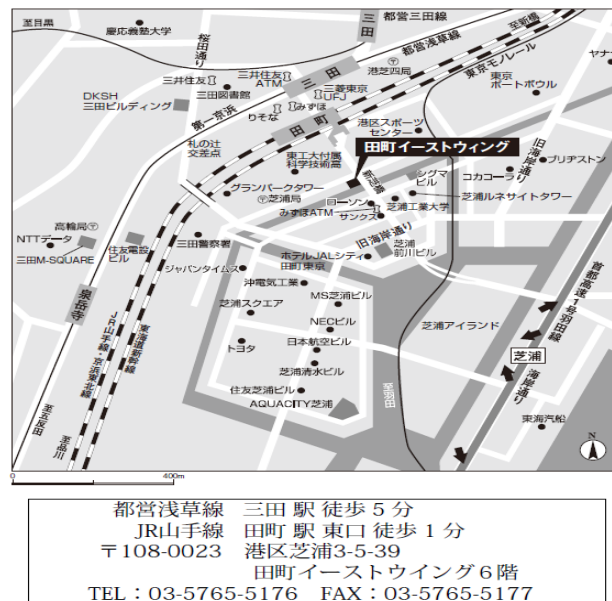 至目黒
慶応義塾大学
桜田通り
三田
都営三田線
都営浅草線
至新橋
東京モノレール
港芝四局
三井住友
三井住友
ATM
三田
三田図書館
三菱東京
UFJ
りそな
みずほ
DKSH
三田ビルディング
第一京浜
田町
東京
ボートボウル
ヤナ
港区スポーツ
センター
札の辻
交差点
東工大付属
科学技術高
田町イーストウィング
旧海岸通り
ブリヂストン
コカコーラ
シグマ
ビル
新芝橋
グランパークタワー
芝浦局
ローソン
みずほATM
サンクス
芝浦工業大学
芝浦ルネサイトタワー
高輪局
NTTデータ
三田M-SQUARE
住友電設
ビル
三田警察署
旧海岸通り
芝浦
前川ビル
ホテルJALシティ
田町東京
ジャパンタイムス
沖電気工業
泉岳寺
芝浦スクエア
MS芝浦ビル
NECビル
トヨタ
日本航空ビル
芝浦清水ビル
住友芝浦ビル
AQUACITY芝浦
芝浦アイランド
首都高速1号羽田線
芝浦
海岸通り
東海汽船
至羽田
JR山手線・京浜東北線
東海道新幹線
至五反田
至品川
N
0
400m
都営浅草線 三田 駅 徒歩 5 分
JR山手線 田町 駅 東口 徒歩 1 分
〒108-0023 港区芝浦3-5-39
田町イーストウイング 6 階
TEL：03-5765-5176 FAX：03-5765-5177